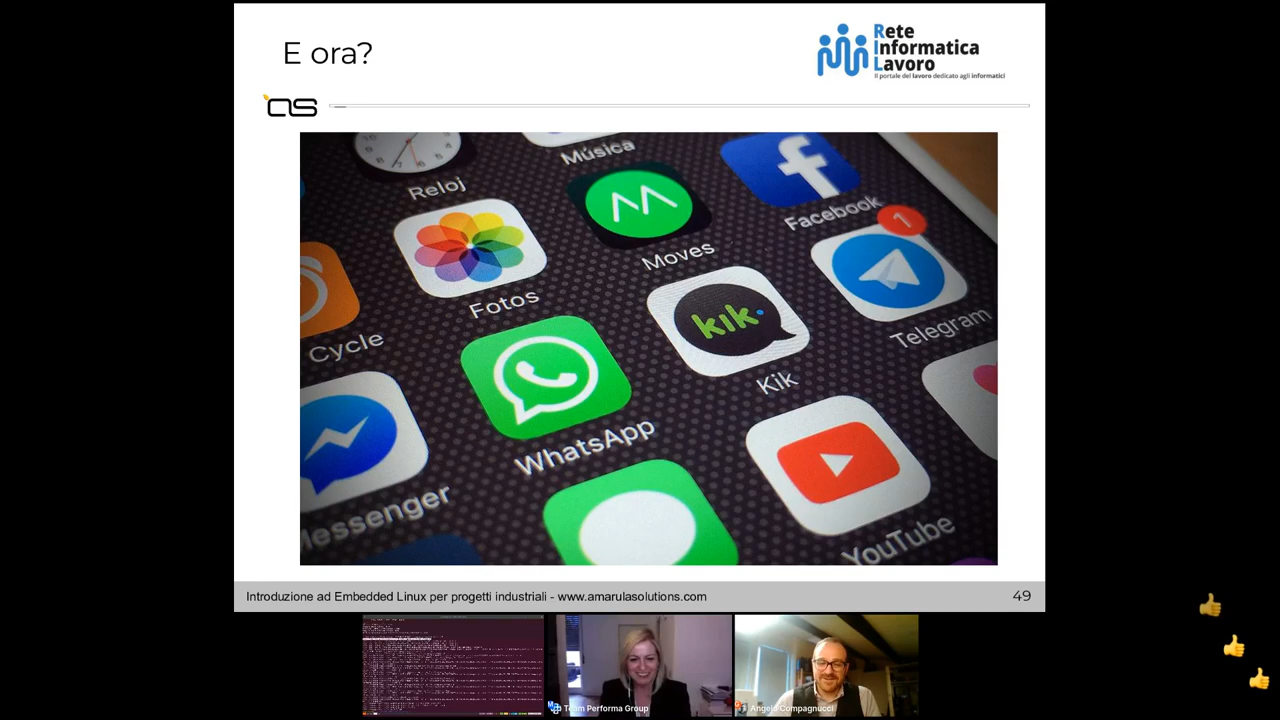 E ora?
Rete
Informatica
Lavoro
Il portale del lavoro dedicato agli informatici
as
Reloj
Música
Facebook
1
Moves
Fotos
Telegram
Cycle
kik.
Kik
WhatsApp
Messenger
YouTube
Introduzione ad Embedded Linux per progetti industriali - www.amarulasolutions.com
49
Team Performa Group
Angelo Compagnucci